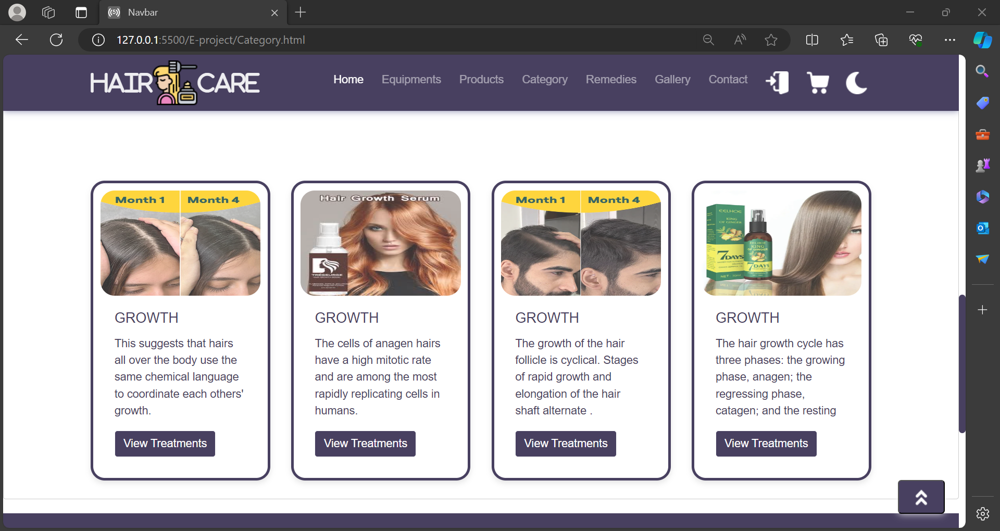 Navbar
127.0.0.1:5500/E-project/Category.html
HAIR CARE
Home Equipments Products Category Remedies Gallery Contact
Month 1 Month 4
GROWTH
This suggests that hairs
all over the body use the
same chemical language
to coordinate each others'
growth.
View Treatments
Hair Growth Serum
TRESSURGE
GROWTH
The cells of anagen hairs
have a high mitotic rate
and are among the most
rapidly replicating cells in
humans.
View Treatments
Month 1 Month 4
GROWTH
The growth of the hair
follicle is cyclical. Stages
of rapid growth and
elongation of the hair
shaft alternate .
View Treatments
EELHOE
KING
OF GINGER
7DAYS
EELHOE
KING
OF GINGER
7DAYS
GROWTH
The hair growth cycle has
three phases: the growing
phase, anagen; the
regressing phase,
catagen; and the resting
View Treatments